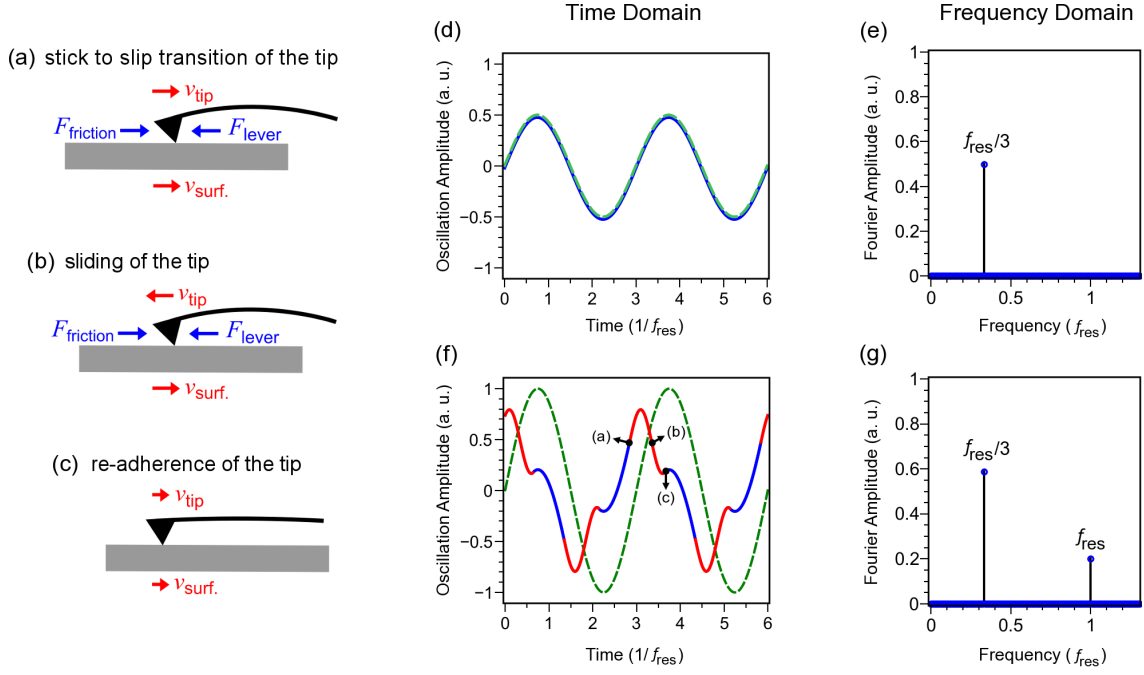 Time Domain
Frequency Domain
(a) stick to slip transition of the tip
v_tip
F_friction
F_lever
v_surf.
(b) sliding of the tip
v_tip
F_friction
F_lever
v_surf.
(c) re-adherence of the tip
v_tip
v_surf.
(d)
Oscillation Amplitude (a. u.)
1
0.5
0
−0.5
−1
0 1 2 3 4 5 6
Time (1/f_res)
(e)
Fourier Amplitude (a. u.)
1
0.8
0.6
0.4
0.2
0
f_res/3
0 0.5 1
Frequency (f_res)
(f)
Oscillation Amplitude (a. u.)
1
0.5
0
−0.5
−1
(a)
(b)
(c)
0 1 2 3 4 5 6
Time (1/f_res)
(g)
Fourier Amplitude (a. u.)
1
0.8
0.6
0.4
0.2
0
f_res/3
f_res
0 0.5 1
Frequency (f_res)